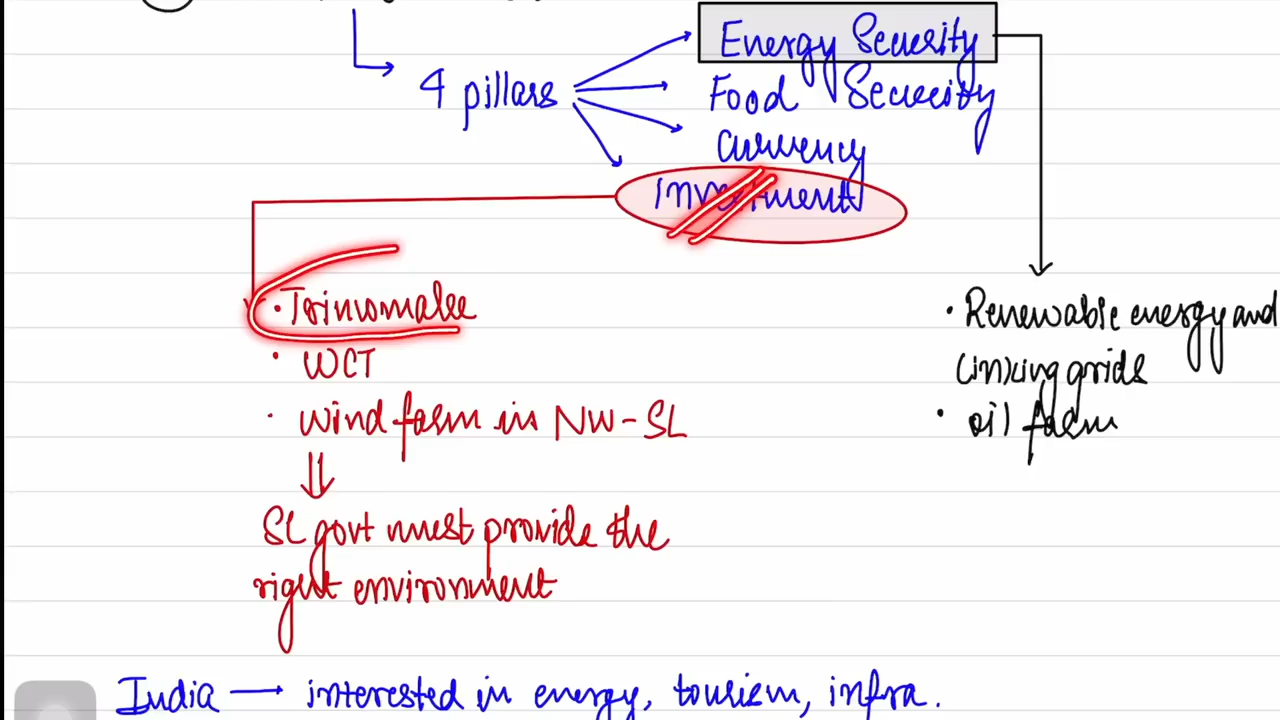 4 pillars
Energy Security
Food Security
Currency
Investment
• Trincomalee
• WCT
• Wind farm in NW-SL
SL govt must provide the
right environment
• Renewable energy and
linking grids
• oil farm
India → interested in energy, tourism, infra.